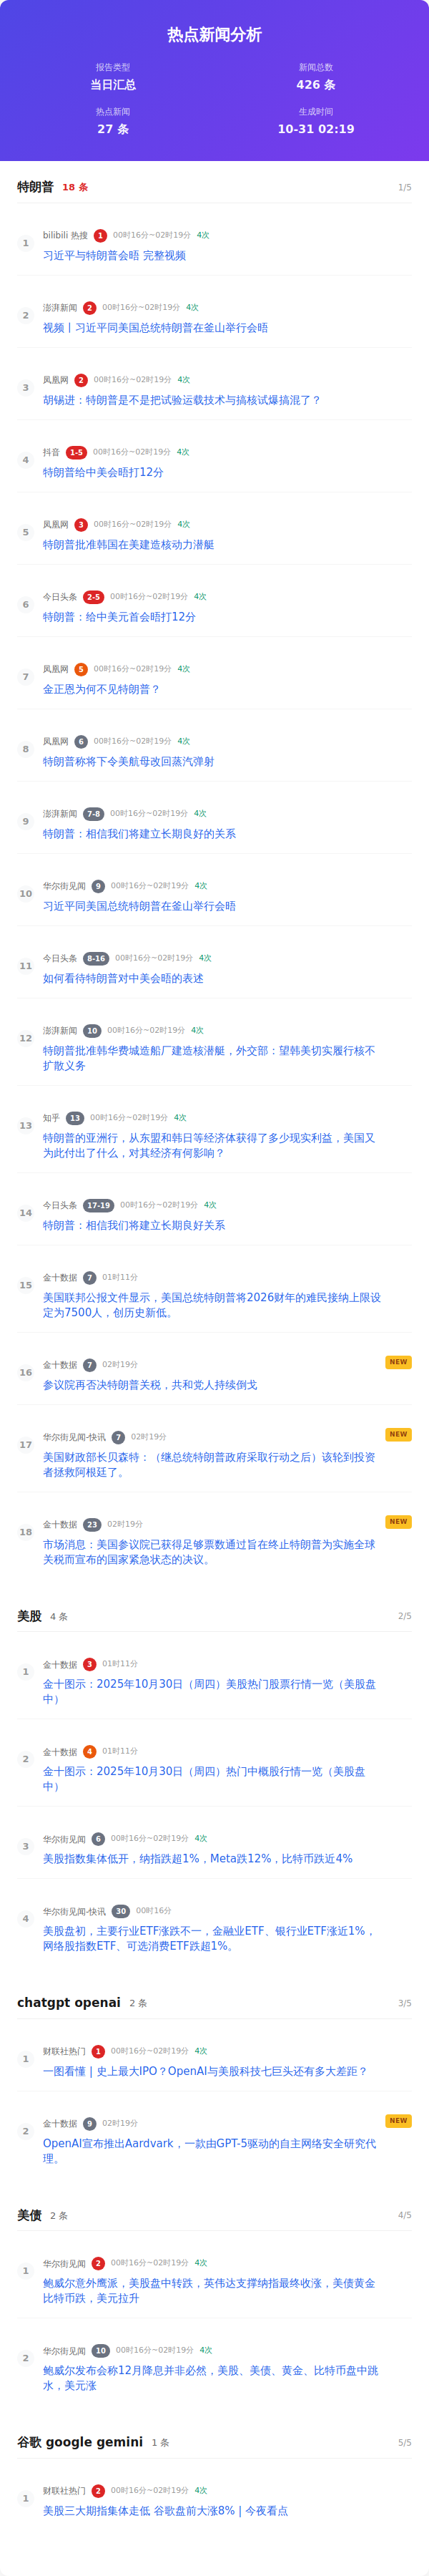 热点新闻分析
报告类型 新闻总数
当日汇总 426 条
热点新闻 生成时间
27 条 10-31 02:19
特朗普 18 条 1/5
1 bilibili 热搜 1 00时16分~02时19分 4次
习近平与特朗普会晤 完整视频
2 澎湃新闻 2 00时16分~02时19分 4次
视频丨习近平同美国总统特朗普在釜山举行会晤
3 凤凰网 2 00时16分~02时19分 4次
胡锡进：特朗普是不是把试验运载技术与搞核试爆搞混了？
4 抖音 1-5 00时16分~02时19分 4次
特朗普给中美会晤打12分
5 凤凰网 3 00时16分~02时19分 4次
特朗普批准韩国在美建造核动力潜艇
6 今日头条 2-5 00时16分~02时19分 4次
特朗普：给中美元首会晤打12分
7 凤凰网 5 00时16分~02时19分 4次
金正恩为何不见特朗普？
8 凤凰网 6 00时16分~02时19分 4次
特朗普称将下令美航母改回蒸汽弹射
9 澎湃新闻 7-8 00时16分~02时19分 4次
特朗普：相信我们将建立长期良好的关系
10 华尔街见闻 9 00时16分~02时19分 4次
习近平同美国总统特朗普在釜山举行会晤
11 今日头条 8-16 00时16分~02时19分 4次
如何看待特朗普对中美会晤的表述
12 澎湃新闻 10 00时16分~02时19分 4次
特朗普批准韩华费城造船厂建造核潜艇，外交部：望韩美切实履行核不
扩散义务
13 知乎 13 00时16分~02时19分 4次
特朗普的亚洲行，从东盟和韩日等经济体获得了多少现实利益，美国又
为此付出了什么，对其经济有何影响？
14 今日头条 17-19 00时16分~02时19分 4次
特朗普：相信我们将建立长期良好关系
15 金十数据 7 01时11分
美国联邦公报文件显示，美国总统特朗普将2026财年的难民接纳上限设
定为7500人，创历史新低。
16 金十数据 7 02时19分 NEW
参议院再否决特朗普关税，共和党人持续倒戈
17 华尔街见闻-快讯 7 02时19分 NEW
美国财政部长贝森特：（继总统特朗普政府采取行动之后）该轮到投资
者拯救阿根廷了。
18 金十数据 23 02时19分 NEW
市场消息：美国参议院已获得足够票数通过旨在终止特朗普为实施全球
关税而宣布的国家紧急状态的决议。
美股 4 条 2/5
1 金十数据 3 01时11分
金十图示：2025年10月30日（周四）美股热门股票行情一览（美股盘
中）
2 金十数据 4 01时11分
金十图示：2025年10月30日（周四）热门中概股行情一览（美股盘
中）
3 华尔街见闻 6 00时16分~02时19分 4次
美股指数集体低开，纳指跌超1%，Meta跌12%，比特币跌近4%
4 华尔街见闻-快讯 30 00时16分
美股盘初，主要行业ETF涨跌不一，金融业ETF、银行业ETF涨近1%，
网络股指数ETF、可选消费ETF跌超1%。
chatgpt openai 2 条 3/5
1 财联社热门 1 00时16分~02时19分 4次
一图看懂 | 史上最大IPO？OpenAI与美股科技七巨头还有多大差距？
2 金十数据 9 02时19分 NEW
OpenAI宣布推出Aardvark，一款由GPT-5驱动的自主网络安全研究代
理。
美债 2 条 4/5
1 华尔街见闻 2 00时16分~02时19分 4次
鲍威尔意外鹰派，美股盘中转跌，英伟达支撑纳指最终收涨，美债黄金
比特币跌，美元拉升
2 华尔街见闻 10 00时16分~02时19分 4次
鲍威尔发布会称12月降息并非必然，美股、美债、黄金、比特币盘中跳
水，美元涨
谷歌 google gemini 1 条 5/5
1 财联社热门 2 00时16分~02时19分 4次
美股三大期指集体走低 谷歌盘前大涨8% | 今夜看点